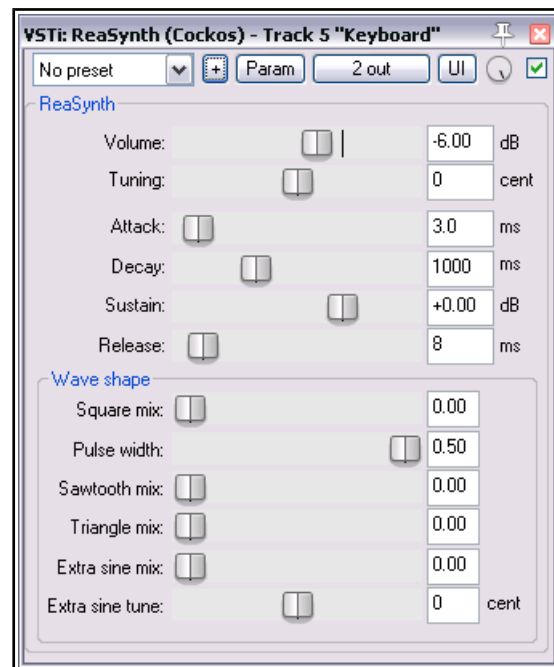 VSTi: ReaSynth (Cockos) - Track 5 "Keyboard"
No preset + Param 2 out UI
ReaSynth
Volume: -6.00 dB
Tuning: 0 cent
Attack: 3.0 ms
Decay: 1000 ms
Sustain: +0.00 dB
Release: 8 ms
Wave shape
Square mix: 0.00
Pulse width: 0.50
Sawtooth mix: 0.00
Triangle mix: 0.00
Extra sine mix: 0.00
Extra sine tune: 0 cent